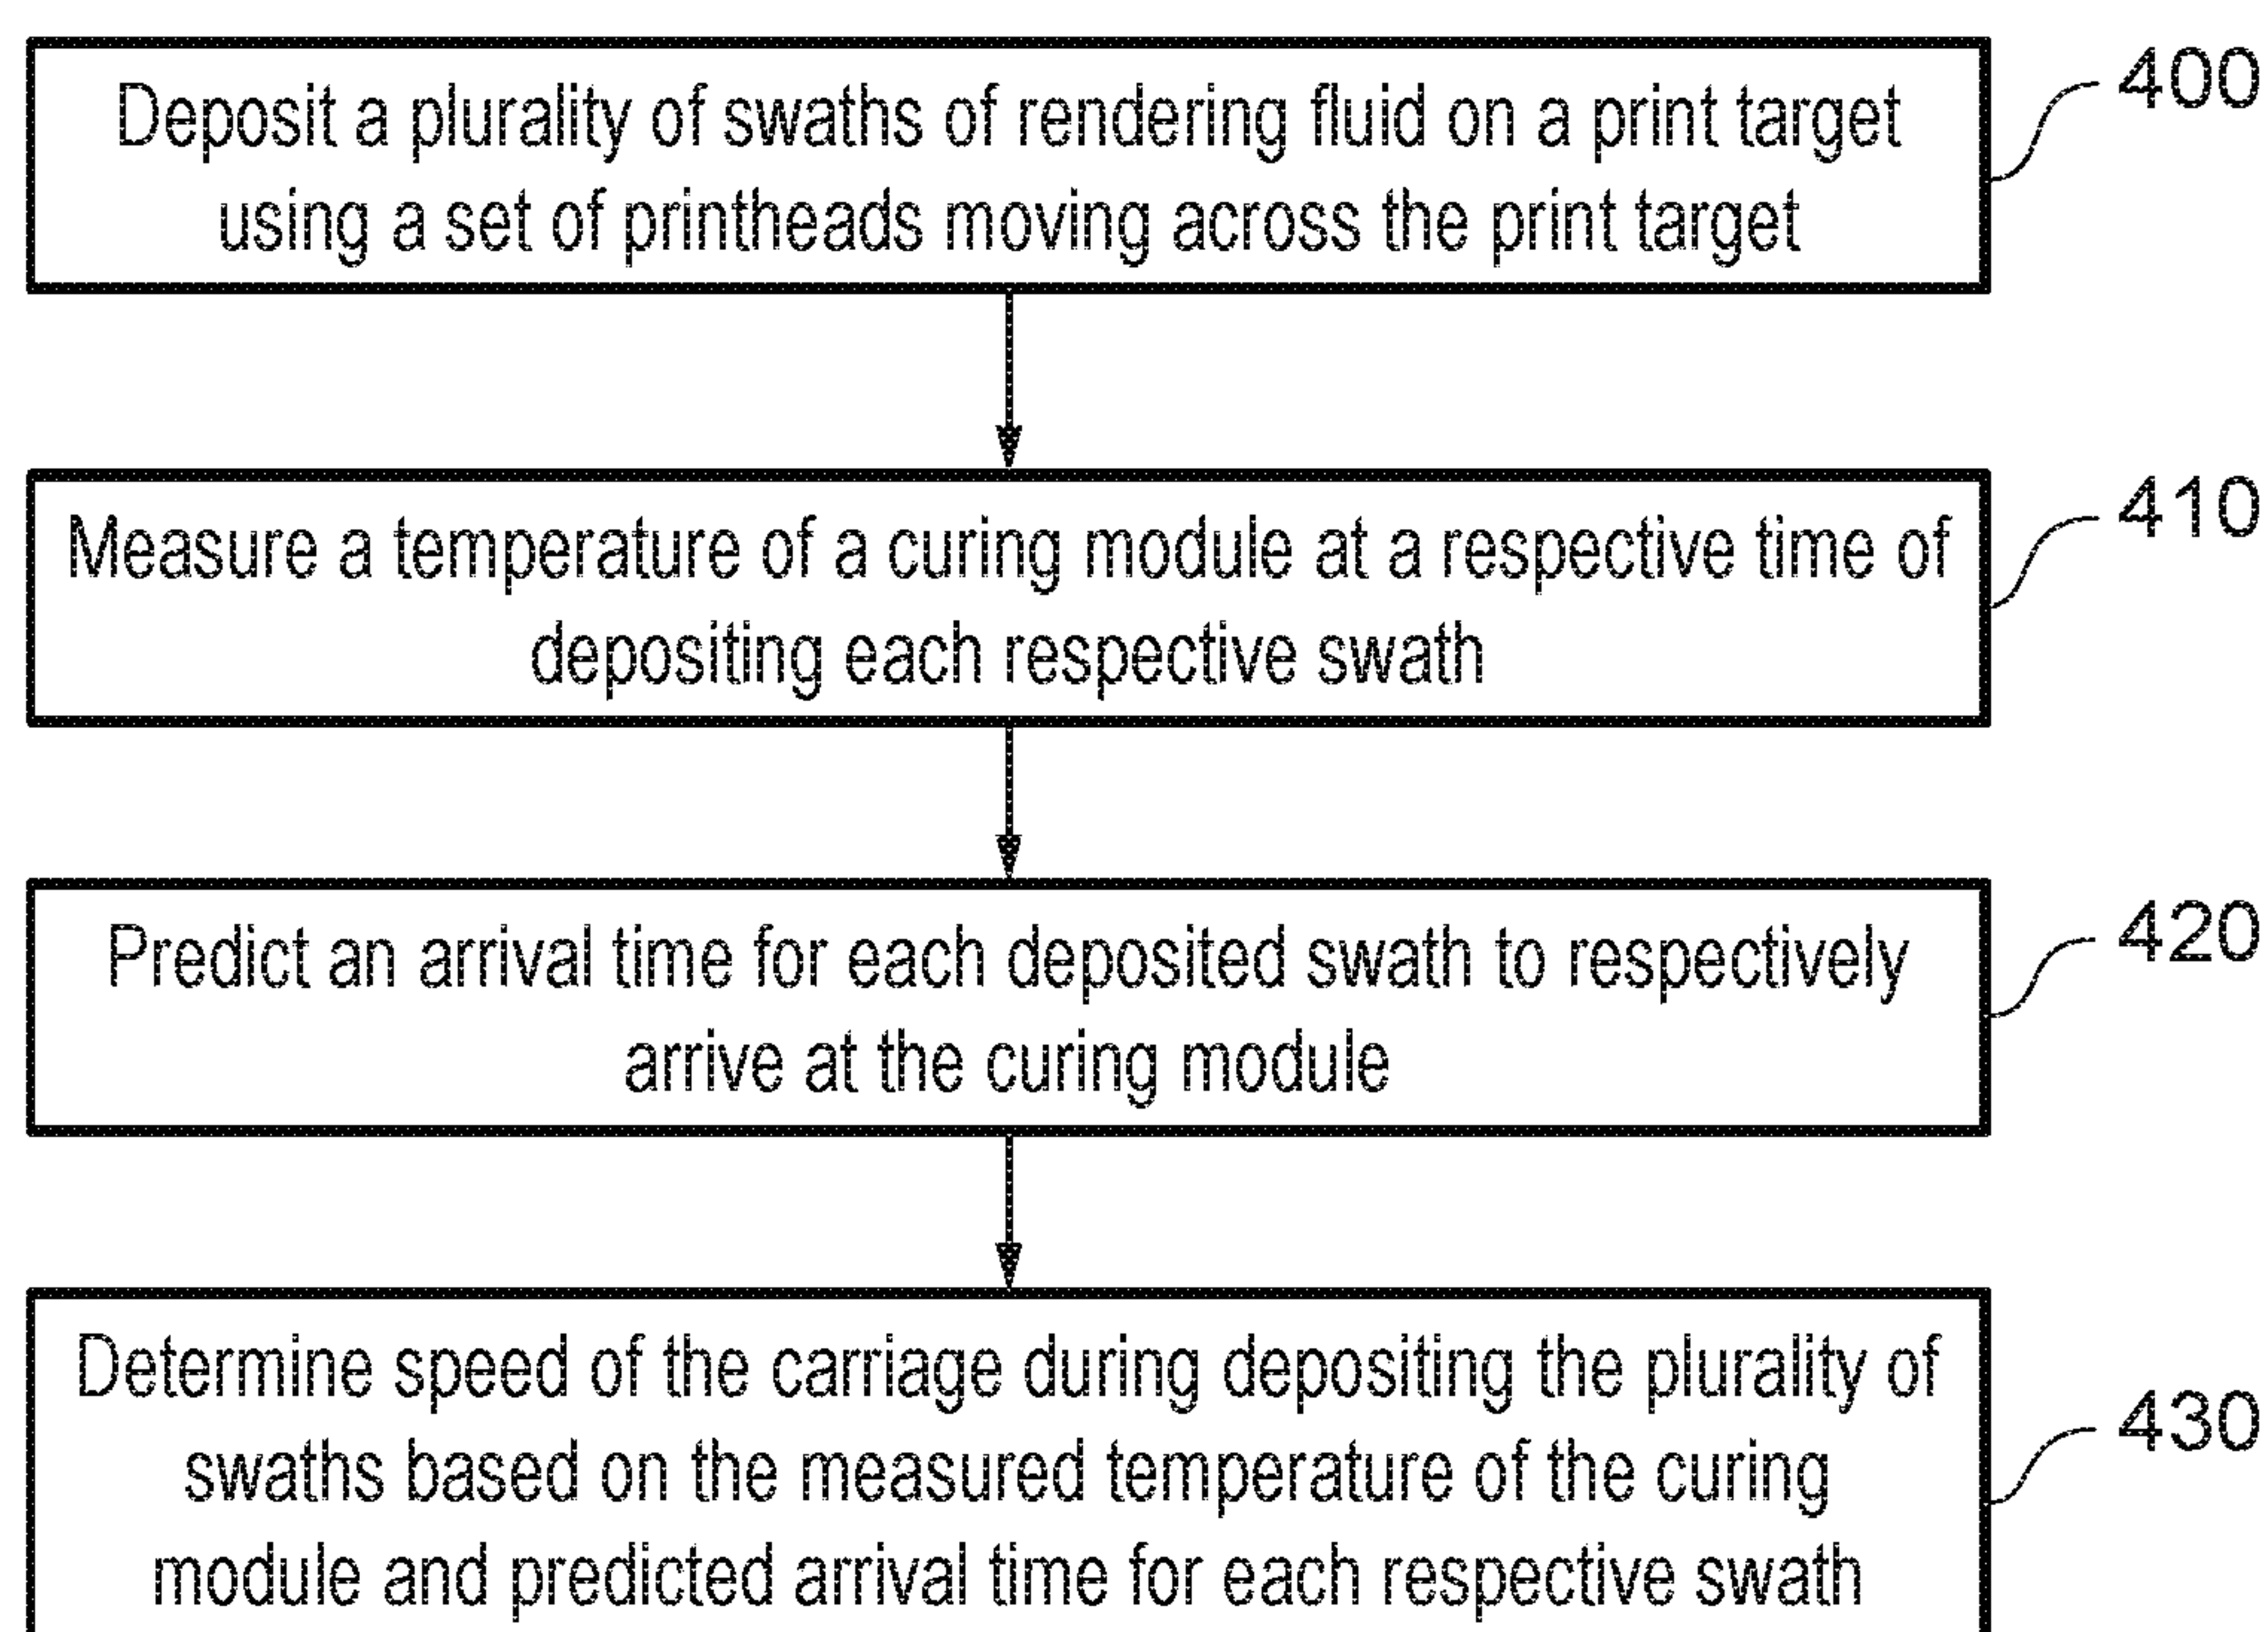 Deposit a plurality of swaths of rendering fluid on a print target
using a set of printheads moving across the print target
400
Measure a temperature of a curing module at a respective time of
depositing each respective swath
410
Predict an arrival time for each deposited swath to respectively
arrive at the curing module
420
Determine speed of the carriage during depositing the plurality of
swaths based on the measured temperature of the curing
module and predicted arrival time for each respective swath
430